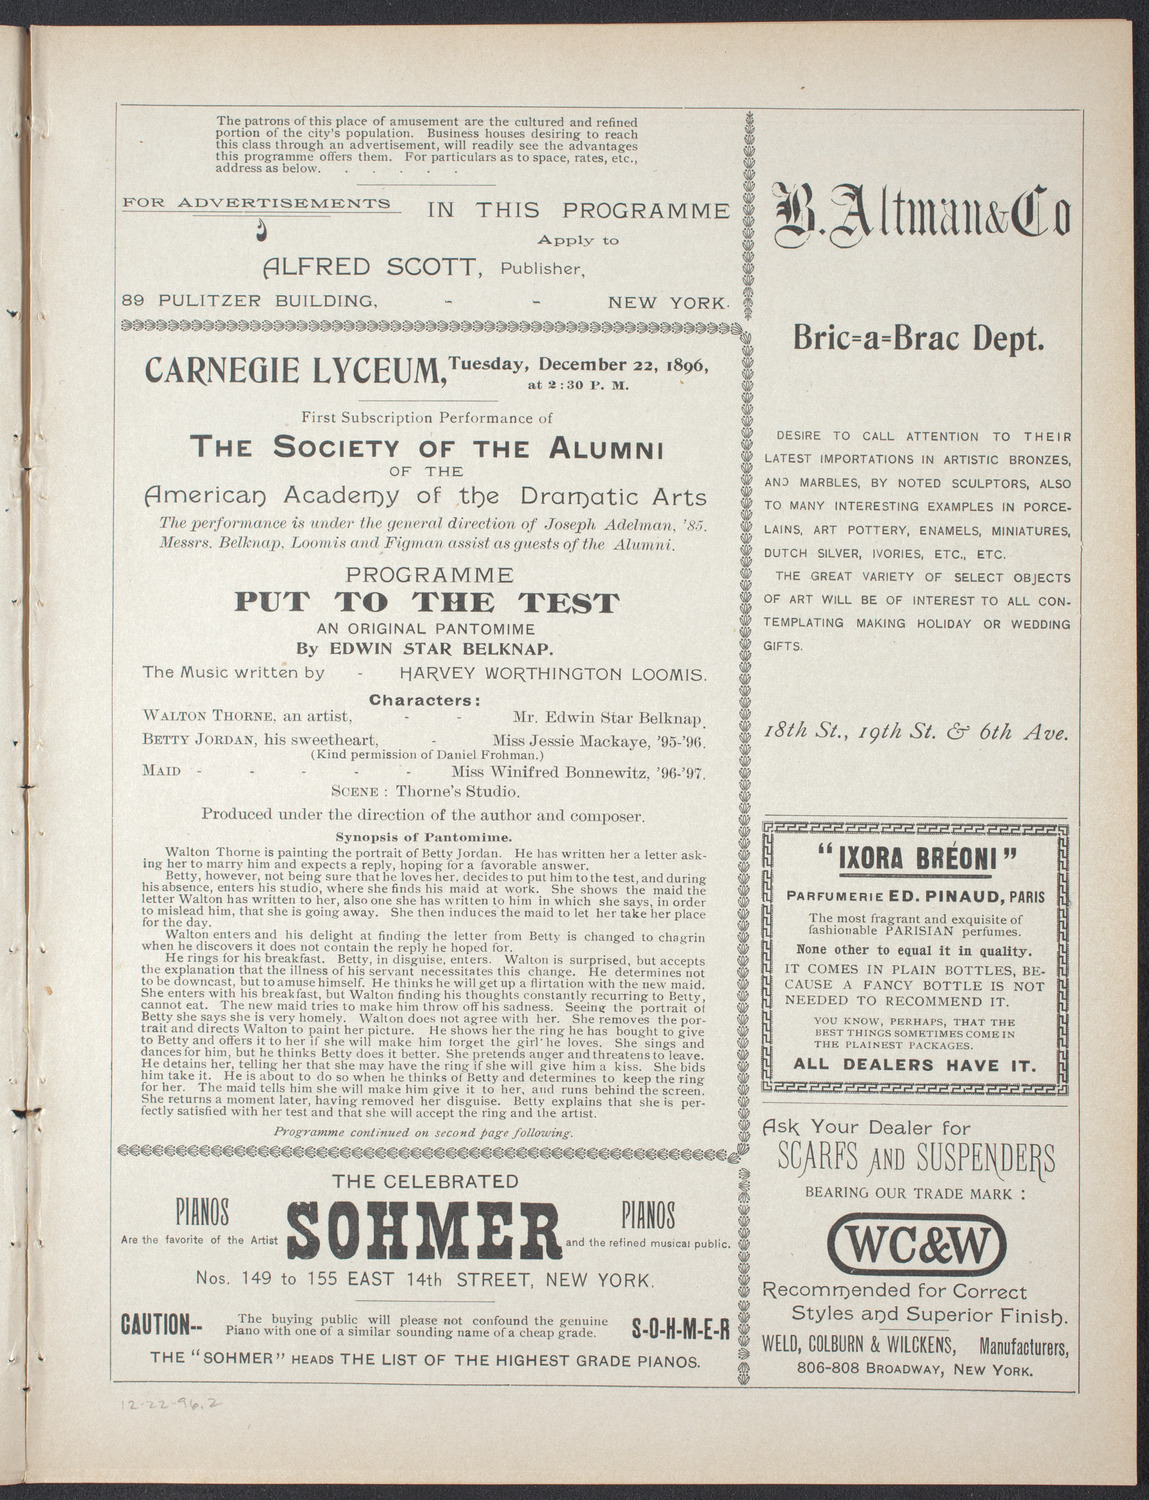 The patrons of this place of amusement are the cultured and refined
portion of the city's population. Business houses desiring to reach
this class through an advertisement, will readily see the advantages
this programme offers them. For particulars as to space, rates, etc.,
address as below. . . . . .
FOR ADVERTISEMENTS IN THIS PROGRAMME
Apply to
ALFRED SCOTT, Publisher,
89 PULITZER BUILDING, - - NEW YORK.
CARNEGIE LYCEUM, Tuesday, December 22, 1896,
at 2:30 P. M.
First Subscription Performance of
THE SOCIETY OF THE ALUMNI
OF THE
American Academy of the Dramatic Arts
The performance is under the general direction of Joseph Adelman, '85.
Messrs. Belknap, Loomis and Figman assist as guests of the Alumni.
PROGRAMME
PUT TO THE TEST
AN ORIGINAL PANTOMIME
By EDWIN STAR BELKNAP.
The Music written by - HARVEY WORTHINGTON LOOMIS.
Characters:
WALTON THORNE, an artist, - - Mr. Edwin Star Belknap.
BETTY JORDAN, his sweetheart, - Miss Jessie Mackaye, '95-'96.
(Kind permission of Daniel Frohman.)
MAID - - - - - Miss Winifred Bonnewitz, '96-'97.
SCENE : Thorne's Studio.
Produced under the direction of the author and composer.
Synopsis of Pantomime.
Walton Thorne is painting the portrait of Betty Jordan. He has written her a letter ask-
ing her to marry him and expects a reply, hoping for a favorable answer.
Betty, however, not being sure that he loves her, decides to put him to the test, and during
his absence, enters his studio, where she finds his maid at work. She shows the maid the
letter Walton has written to her, also one she has written to him in which she says, in order
to mislead him, that she is going away. She then induces the maid to let her take her place
for the day.
Walton enters and his delight at finding the letter from Betty is changed to chagrin
when he discovers it does not contain the reply he hoped for.
He rings for his breakfast. Betty, in disguise, enters. Walton is surprised, but accepts
the explanation that the illness of his servant necessitates this change. He determines not
to be downcast, but to amuse himself. He thinks he will get up a flirtation with the new maid.
She enters with his breakfast, but Walton finding his thoughts constantly recurring to Betty,
cannot eat. The new maid tries to make him throw off his sadness. Seeing the portrait of
Betty she says she is very homely. Walton does not agree with her. She removes the por-
trait and directs Walton to paint her picture. He shows her the ring he has bought to give
to Betty and offers it to her if she will make him forget the girl he loves. She sings and
dances for him, but he thinks Betty does it better. She pretends anger and threatens to leave.
He detains her, telling her that she may have the ring if she will give him a kiss. She bids
him take it. He is about to do so when he thinks of Betty and determines to keep the ring
for her. The maid tells him she will make him give it to her, and runs behind the screen.
She returns a moment later, having removed her disguise. Betty explains that she is per-
fectly satisfied with her test and that she will accept the ring and the artist.
Programme continued on second page following.
THE CELEBRATED
PIANOS SOHMER PIANOS
Are the favorite of the Artist and the refined musical public.
Nos. 149 to 155 EAST 14th STREET, NEW YORK.
CAUTION-- The buying public will please not confound the genuine
Piano with one of a similar sounding name of a cheap grade. S-O-H-M-E-R
THE "SOHMER" HEADS THE LIST OF THE HIGHEST GRADE PIANOS.
B. Altman & Co
Bric=a=Brac Dept.
DESIRE TO CALL ATTENTION TO THEIR
LATEST IMPORTATIONS IN ARTISTIC BRONZES,
AND MARBLES, BY NOTED SCULPTORS, ALSO
TO MANY INTERESTING EXAMPLES IN PORCE-
LAINS, ART POTTERY, ENAMELS, MINIATURES,
DUTCH SILVER, IVORIES, ETC., ETC.
THE GREAT VARIETY OF SELECT OBJECTS
OF ART WILL BE OF INTEREST TO ALL CON-
TEMPLATING MAKING HOLIDAY OR WEDDING
GIFTS.
18th St., 19th St. & 6th Ave.
"IXORA BRÉONI"
PARFUMERIE ED. PINAUD, PARIS
The most fragrant and exquisite of
fashionable PARISIAN perfumes.
None other to equal it in quality.
IT COMES IN PLAIN BOTTLES, BE-
CAUSE A FANCY BOTTLE IS NOT
NEEDED TO RECOMMEND IT.
YOU KNOW, PERHAPS, THAT THE
BEST THINGS SOMETIMES COME IN
THE PLAINEST PACKAGES.
ALL DEALERS HAVE IT.
Ask Your Dealer for
SCARFS AND SUSPENDERS
BEARING OUR TRADE MARK :
WC&W
Recommended for Correct
Styles and Superior Finish.
WELD, COLBURN & WILCKENS, Manufacturers,
806-808 BROADWAY, NEW YORK.
12-22-96.2